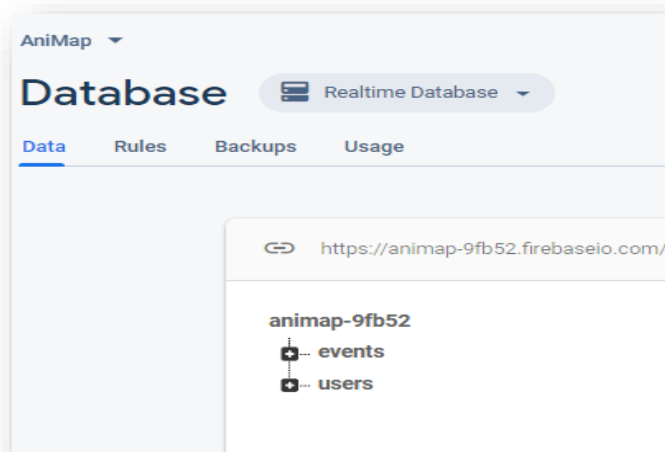 AniMap
Database Realtime Database
Data Rules Backups Usage
https://animap-9fb52.firebaseio.com/
animap-9fb52
events
users